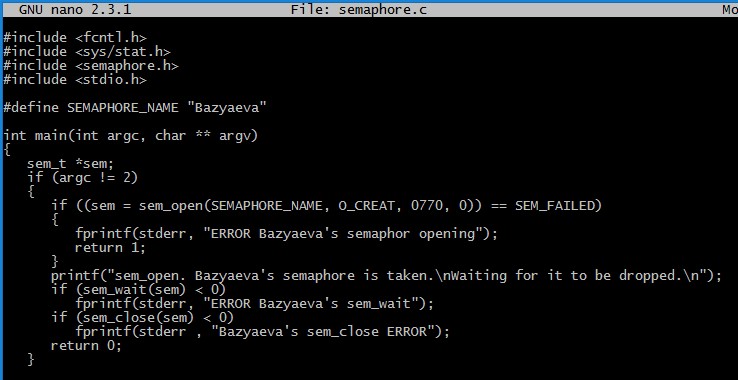 GNU nano 2.3.1 File: semaphore.c Mo
#include <fcntl.h>
#include <sys/stat.h>
#include <semaphore.h>
#include <stdio.h>
#define SEMAPHORE_NAME "Bazyaeva"
int main(int argc, char ** argv)
{
sem_t *sem;
if (argc != 2)
{
if ((sem = sem_open(SEMAPHORE_NAME, O_CREAT, 0770, 0)) == SEM_FAILED)
{
fprintf(stderr, "ERROR Bazyaeva's semaphor opening");
return 1;
}
printf("sem_open. Bazyaeva's semaphore is taken.\nWaiting for it to be dropped.\n");
if (sem_wait(sem) < 0)
fprintf(stderr, "ERROR Bazyaeva's sem_wait");
if (sem_close(sem) < 0)
fprintf(stderr , "Bazyaeva's sem_close ERROR");
return 0;
}